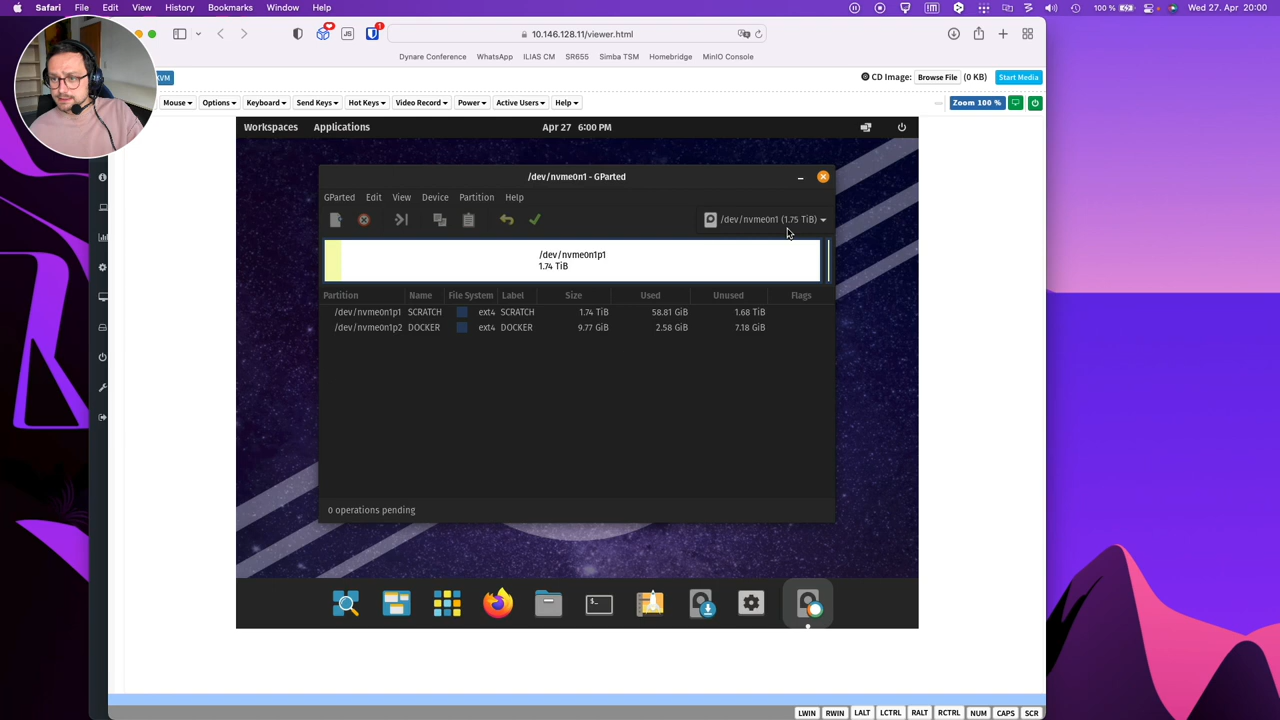 Safari File Edit View History Bookmarks Develop Window Help 100 % Wed 27. Apr 20:00
1
10.146.128.11/viewer.html
Dynare Conference WhatsApp ILIAS CM SR655 Simba TSM Homebridge MinIO Console
KVM
CD Image: Browse File (0 KB) Start Media
Mouse Options Keyboard Send Keys Hot Keys Video Record Power Active Users Help
Zoom 100 %
Workspaces Applications Apr 27 6:00 PM
/dev/nvme0n1 - GParted
GParted Edit View Device Partition Help
/dev/nvme0n1 (1.75 TiB)
/dev/nvme0n1p1
1.74 TiB
Partition Name File System Label Size Used Unused Flags
/dev/nvme0n1p1 SCRATCH ext4 SCRATCH 1.74 TiB 58.81 GiB 1.68 TiB
/dev/nvme0n1p2 DOCKER ext4 DOCKER 9.77 GiB 2.58 GiB 7.18 GiB
0 operations pending
LWIN RWIN LALT LCTRL RALT RCTRL NUM CAPS SCR